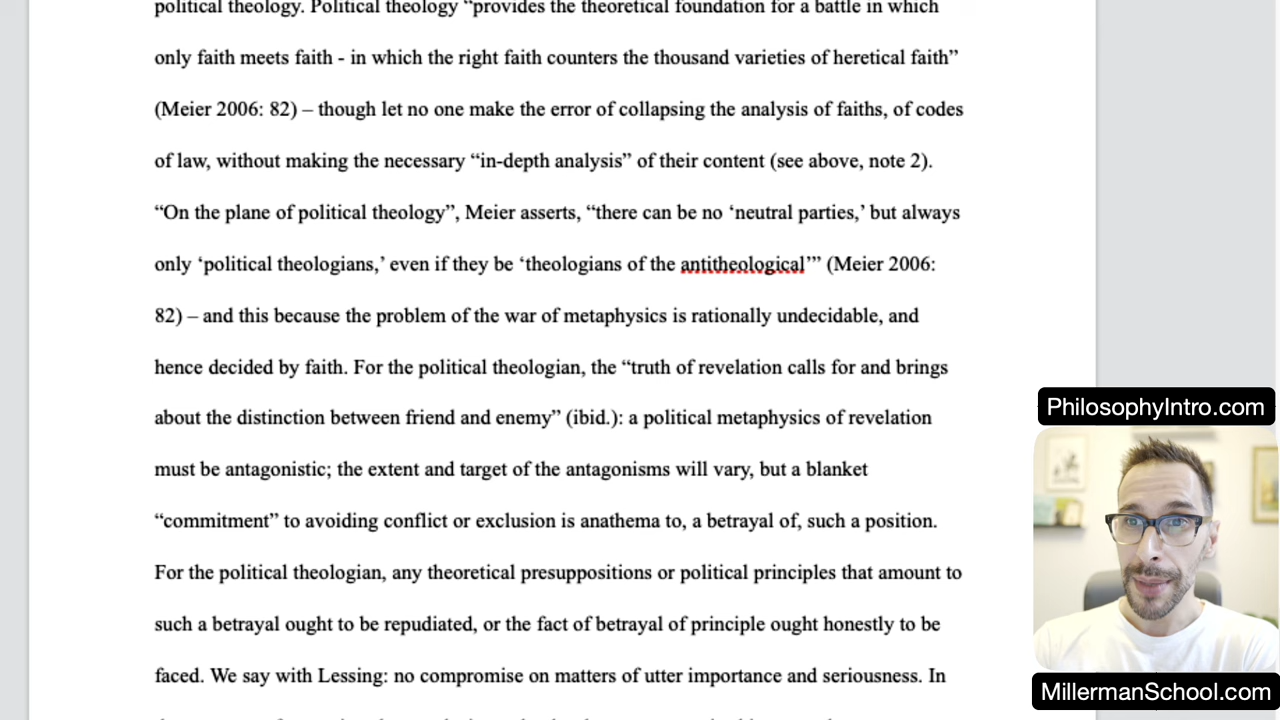 political theology. Political theology “provides the theoretical foundation for a battle in which
only faith meets faith - in which the right faith counters the thousand varieties of heretical faith”
(Meier 2006: 82) – though let no one make the error of collapsing the analysis of faiths, of codes
of law, without making the necessary “in-depth analysis” of their content (see above, note 2).
“On the plane of political theology”, Meier asserts, “there can be no ‘neutral parties,’ but always
only ‘political theologians,’ even if they be ‘theologians of the antitheological’” (Meier 2006:
82) – and this because the problem of the war of metaphysics is rationally undecidable, and
hence decided by faith. For the political theologian, the “truth of revelation calls for and brings
about the distinction between friend and enemy” (ibid.): a political metaphysics of revelation
must be antagonistic; the extent and target of the antagonisms will vary, but a blanket
“commitment” to avoiding conflict or exclusion is anathema to, a betrayal of, such a position.
For the political theologian, any theoretical presuppositions or political principles that amount to
such a betrayal ought to be repudiated, or the fact of betrayal of principle ought honestly to be
faced. We say with Lessing: no compromise on matters of utter importance and seriousness. In
PhilosophyIntro.com
MillermanSchool.com